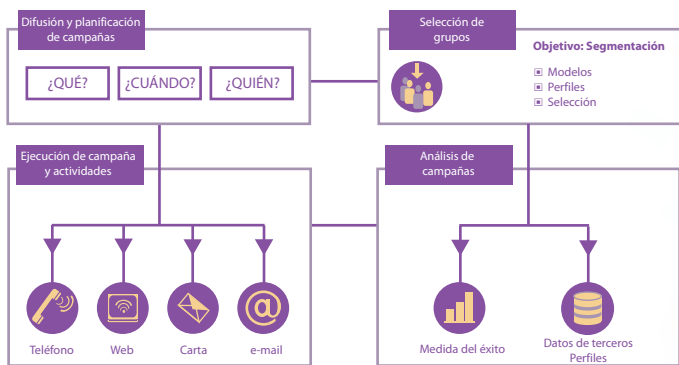 Difusión y planificación
de campañas
¿QUÉ?
¿CUÁNDO?
¿QUIÉN?
Selección de
grupos
Objetivo: Segmentación
Modelos
Perfiles
Selección
Ejecución de campaña
y actividades
Teléfono
Web
Carta
e-mail
Análisis de
campañas
Medida del éxito
Datos de terceros
Perfiles